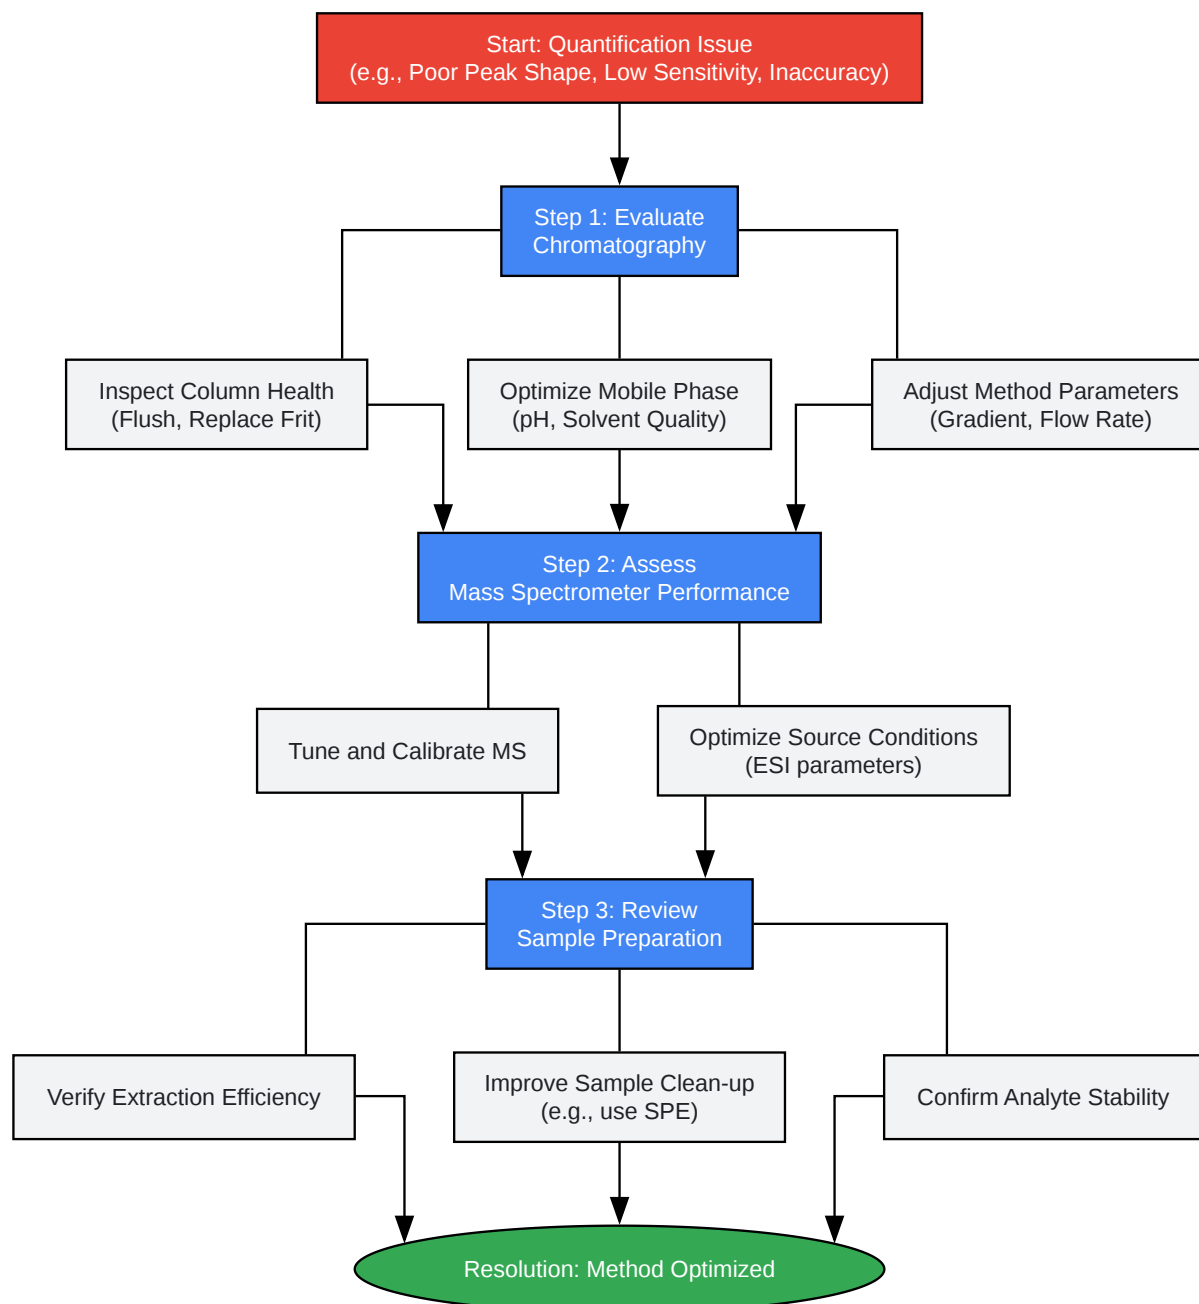 Start: Quantification Issue
(e.g., Poor Peak Shape, Low Sensitivity, Inaccuracy)
Step 1: Evaluate
Chromatography
Inspect Column Health
(Flush, Replace Frit)
Optimize Mobile Phase
(pH, Solvent Quality)
Adjust Method Parameters
(Gradient, Flow Rate)
Step 2: Assess
Mass Spectrometer Performance
Tune and Calibrate MS
Optimize Source Conditions
(ESI parameters)
Step 3: Review
Sample Preparation
Verify Extraction Efficiency
Improve Sample Clean-up
(e.g., use SPE)
Confirm Analyte Stability
Resolution: Method Optimized